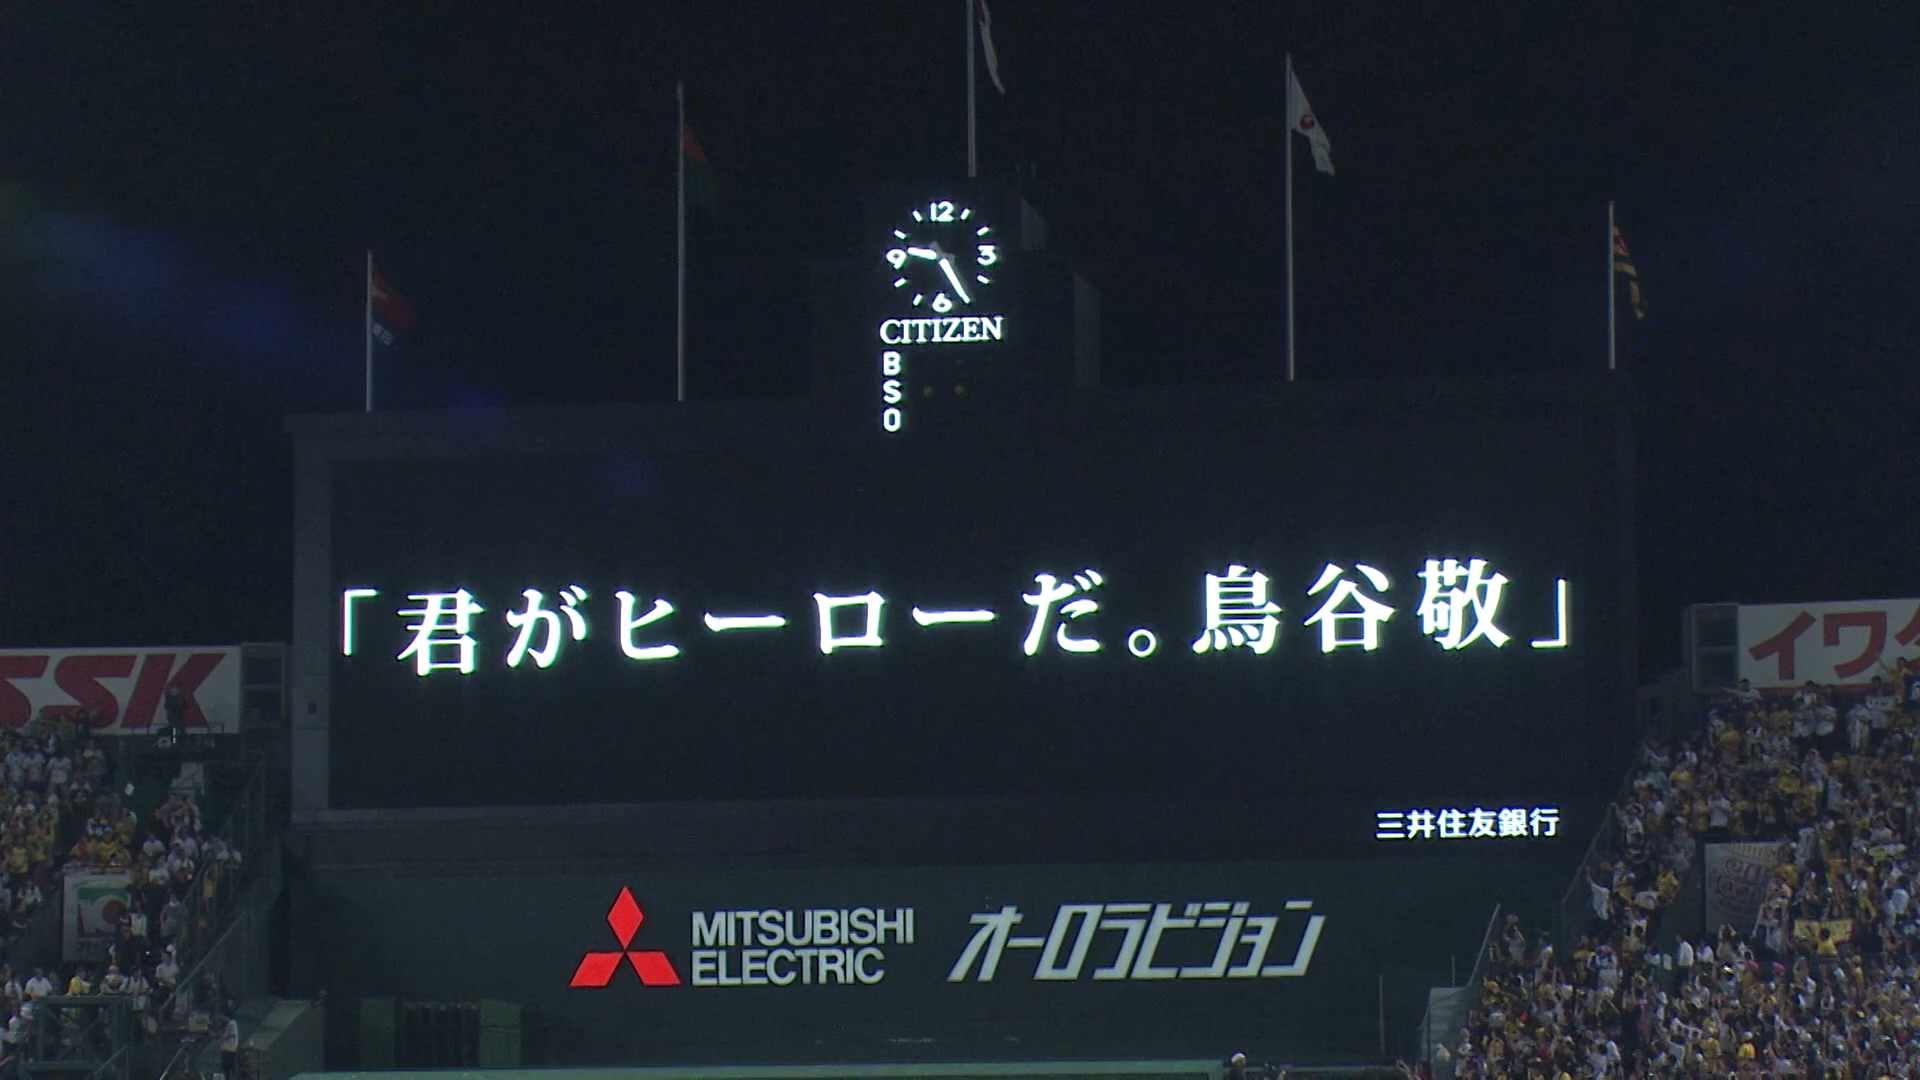 12
9 3
6
CITIZEN
B
S
O
「君がヒーローだ。鳥谷敬」
SSK
イワタ
三井住友銀行
MITSUBISHI
ELECTRIC
オーロラビジョン